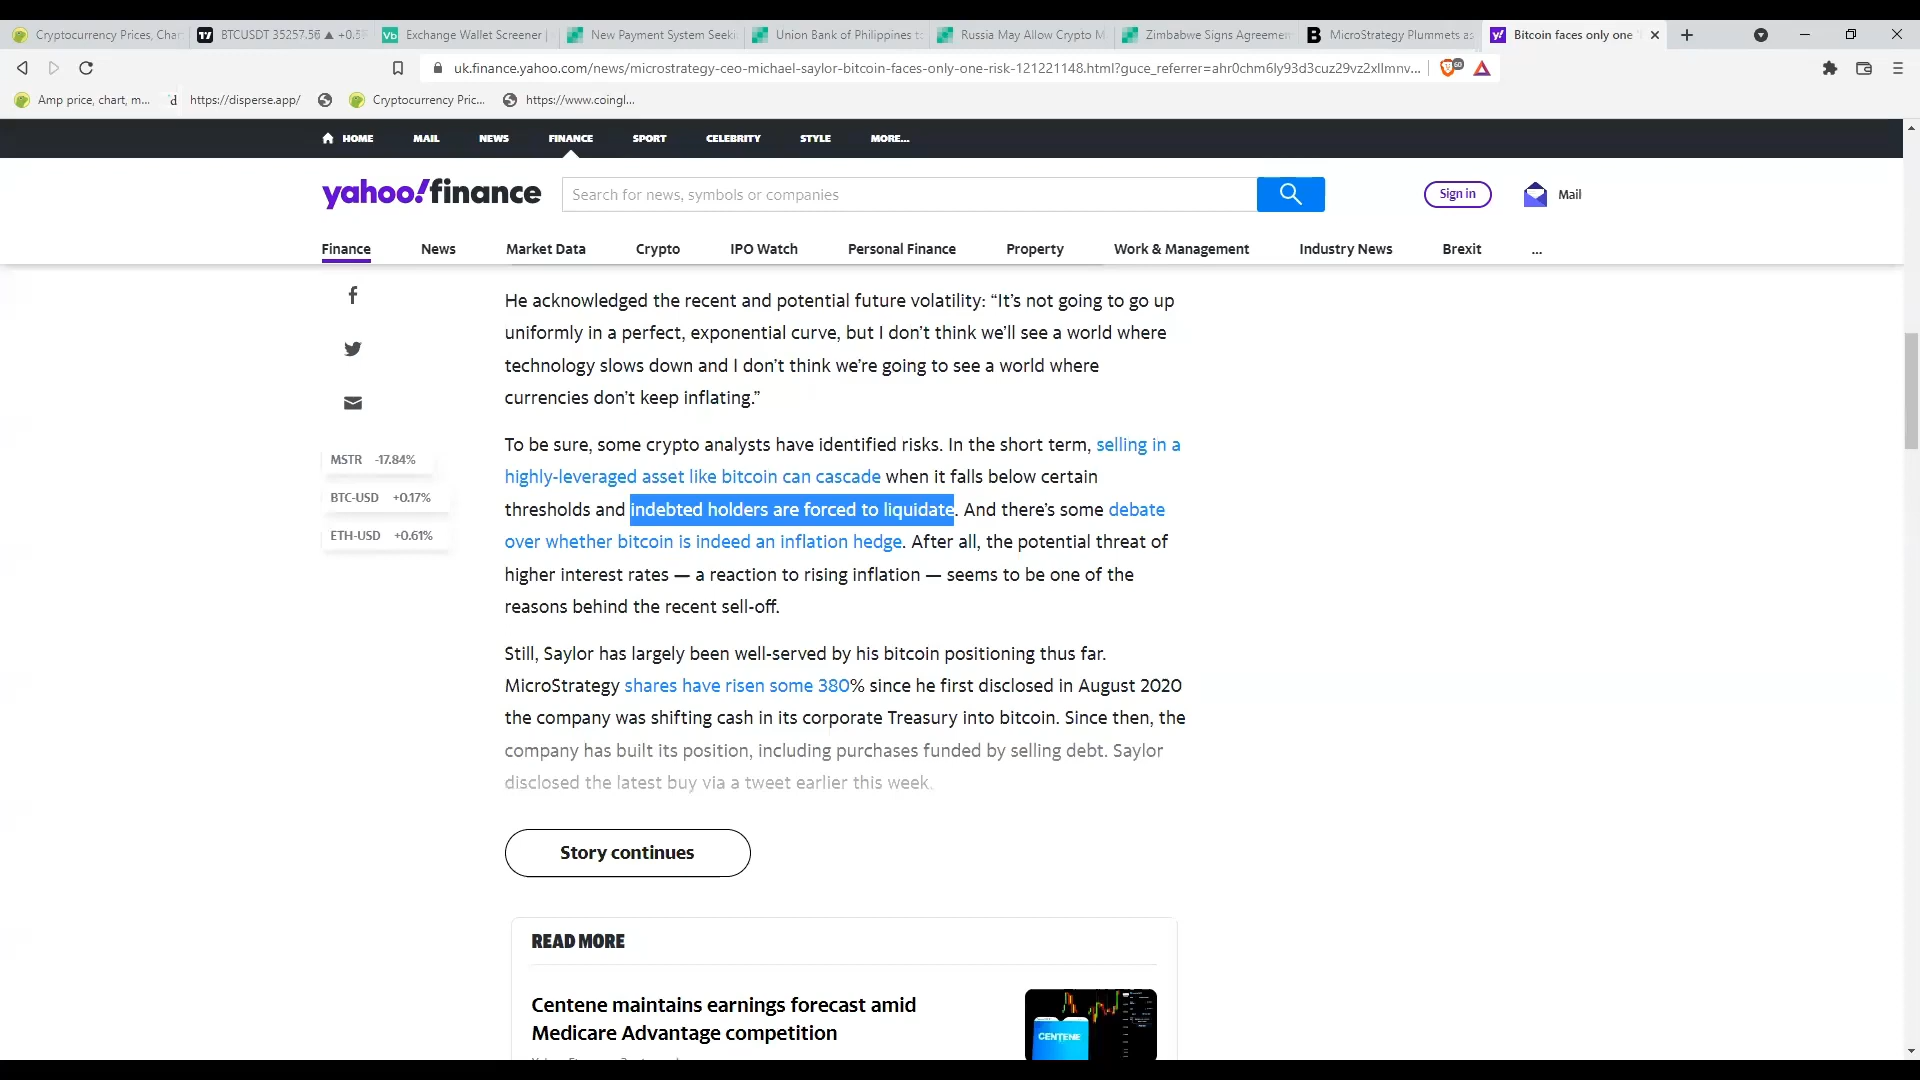 Cryptocurrency Prices, Char
BTCUSDT 35257.56 ▲ +0.5
Exchange Wallet Screener |
New Payment System Seeki
Union Bank of Philippines to
Russia May Allow Crypto M
Zimbabwe Signs Agreemen
MicroStrategy Plummets as
Bitcoin faces only one '
uk.finance.yahoo.com/news/microstrategy-ceo-michael-saylor-bitcoin-faces-only-one-risk-121221148.html?guce_referrer=ahr0chm6ly93d3cuz29vz2xllmnv...
60
Amp price, chart, m...
https://disperse.app/
Cryptocurrency Pric...
https://www.coingl...
HOME MAIL NEWS FINANCE SPORT CELEBRITY STYLE MORE...
yahoo!finance
Search for news, symbols or companies
Sign in
Mail
Finance News Market Data Crypto IPO Watch Personal Finance Property Work & Management Industry News Brexit ...
He acknowledged the recent and potential future volatility: “It’s not going to go up
uniformly in a perfect, exponential curve, but I don’t think we’ll see a world where
technology slows down and I don’t think we’re going to see a world where
currencies don’t keep inflating.”
MSTR -17.84%
BTC-USD +0.17%
ETH-USD +0.61%
To be sure, some crypto analysts have identified risks. In the short term, selling in a
highly-leveraged asset like bitcoin can cascade when it falls below certain
thresholds and indebted holders are forced to liquidate. And there’s some debate
over whether bitcoin is indeed an inflation hedge. After all, the potential threat of
higher interest rates — a reaction to rising inflation — seems to be one of the
reasons behind the recent sell-off.
Still, Saylor has largely been well-served by his bitcoin positioning thus far.
MicroStrategy shares have risen some 380% since he first disclosed in August 2020
the company was shifting cash in its corporate Treasury into bitcoin. Since then, the
company has built its position, including purchases funded by selling debt. Saylor
disclosed the latest buy via a tweet earlier this week.
Story continues
READ MORE
Centene maintains earnings forecast amid
Medicare Advantage competition
CENTENE